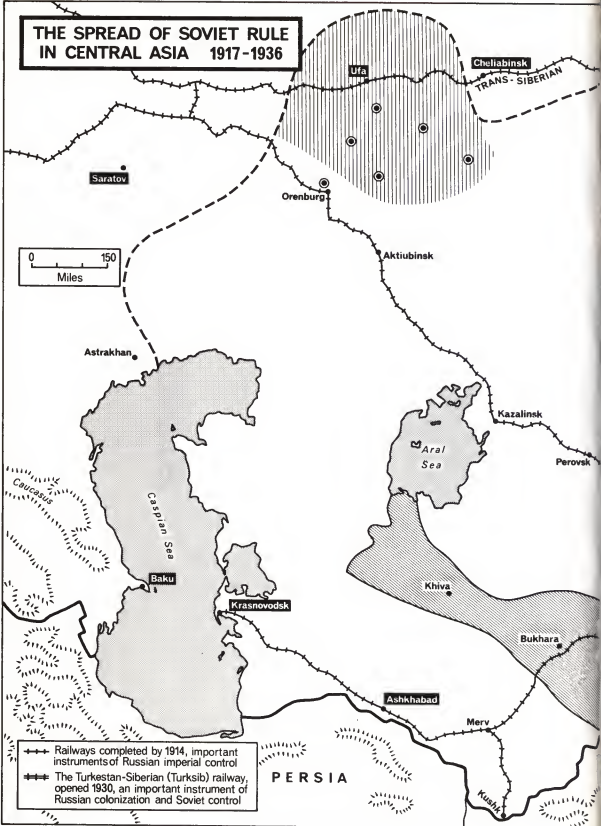 THE SPREAD OF SOVIET RULE
IN CENTRAL ASIA 1917-1936
Ufa
Cheliabinsk
TRANS-SIBERIAN
Saratov
Orenburg
0 150
Miles
Aktiubinsk
Astrakhan
Kazalinsk
Aral
Sea
Perovsk
Caucasus
Caspian Sea
Khiva
Baku
Krasnovodsk
Bukhara
Ashkhabad
Merv
Railways completed by 1914, important
instruments of Russian imperial control
The Turkestan-Siberian (Turksib) railway,
opened 1930, an important instrument of
Russian colonization and Soviet control
PERSIA
Kushk